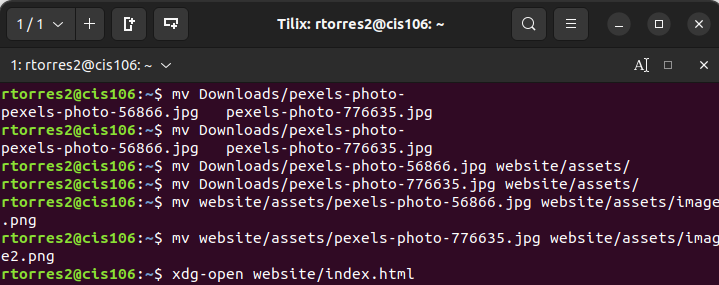 1 / 1
Tilix: rtorres2@cis106: ~
1: rtorres2@cis106: ~
rtorres2@cis106:~$ mv Downloads/pexels-photo-
pexels-photo-56866.jpg   pexels-photo-776635.jpg
rtorres2@cis106:~$ mv Downloads/pexels-photo-
pexels-photo-56866.jpg   pexels-photo-776635.jpg
rtorres2@cis106:~$ mv Downloads/pexels-photo-56866.jpg website/assets/
rtorres2@cis106:~$ mv Downloads/pexels-photo-776635.jpg website/assets/
rtorres2@cis106:~$ mv website/assets/pexels-photo-56866.jpg website/assets/image
.png
rtorres2@cis106:~$ mv website/assets/pexels-photo-776635.jpg website/assets/imag
e2.png
rtorres2@cis106:~$ xdg-open website/index.html